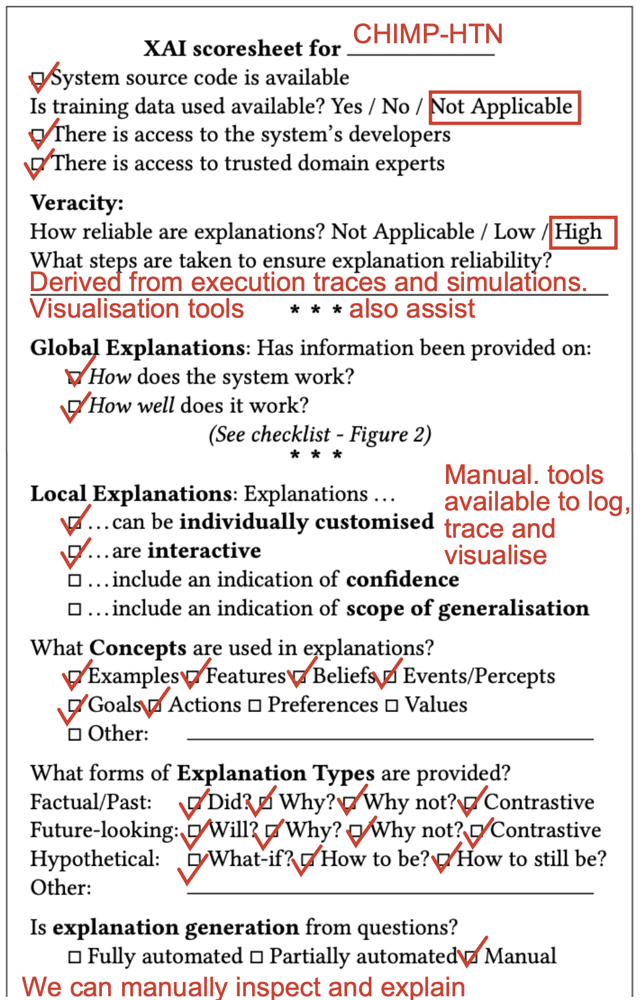 XAI scoresheet for CHIMP-HTN
System source code is available
Is training data used available? Yes / No / Not Applicable
There is access to the system's developers
There is access to trusted domain experts
Veracity:
How reliable are explanations? Not Applicable / Low / High
What steps are taken to ensure explanation reliability?
Derived from execution traces and simulations.
Visualisation tools * * * also assist
Global Explanations: Has information been provided on:
How does the system work?
How well does it work?
(See checklist - Figure 2)
* * *
Local Explanations: Explanations ...
...can be individually customised
...are interactive
...include an indication of confidence
...include an indication of scope of generalisation
Manual. tools
available to log,
trace and
visualise
What Concepts are used in explanations?
Examples Features Beliefs Events/Percepts
Goals Actions Preferences Values
Other:
What forms of Explanation Types are provided?
Factual/Past: Did? Why? Why not? Contrastive
Future-looking: Will? Why? Why not? Contrastive
Hypothetical: What-if? How to be? How to still be?
Other:
Is explanation generation from questions?
Fully automated Partially automated Manual
We can manually inspect and explain